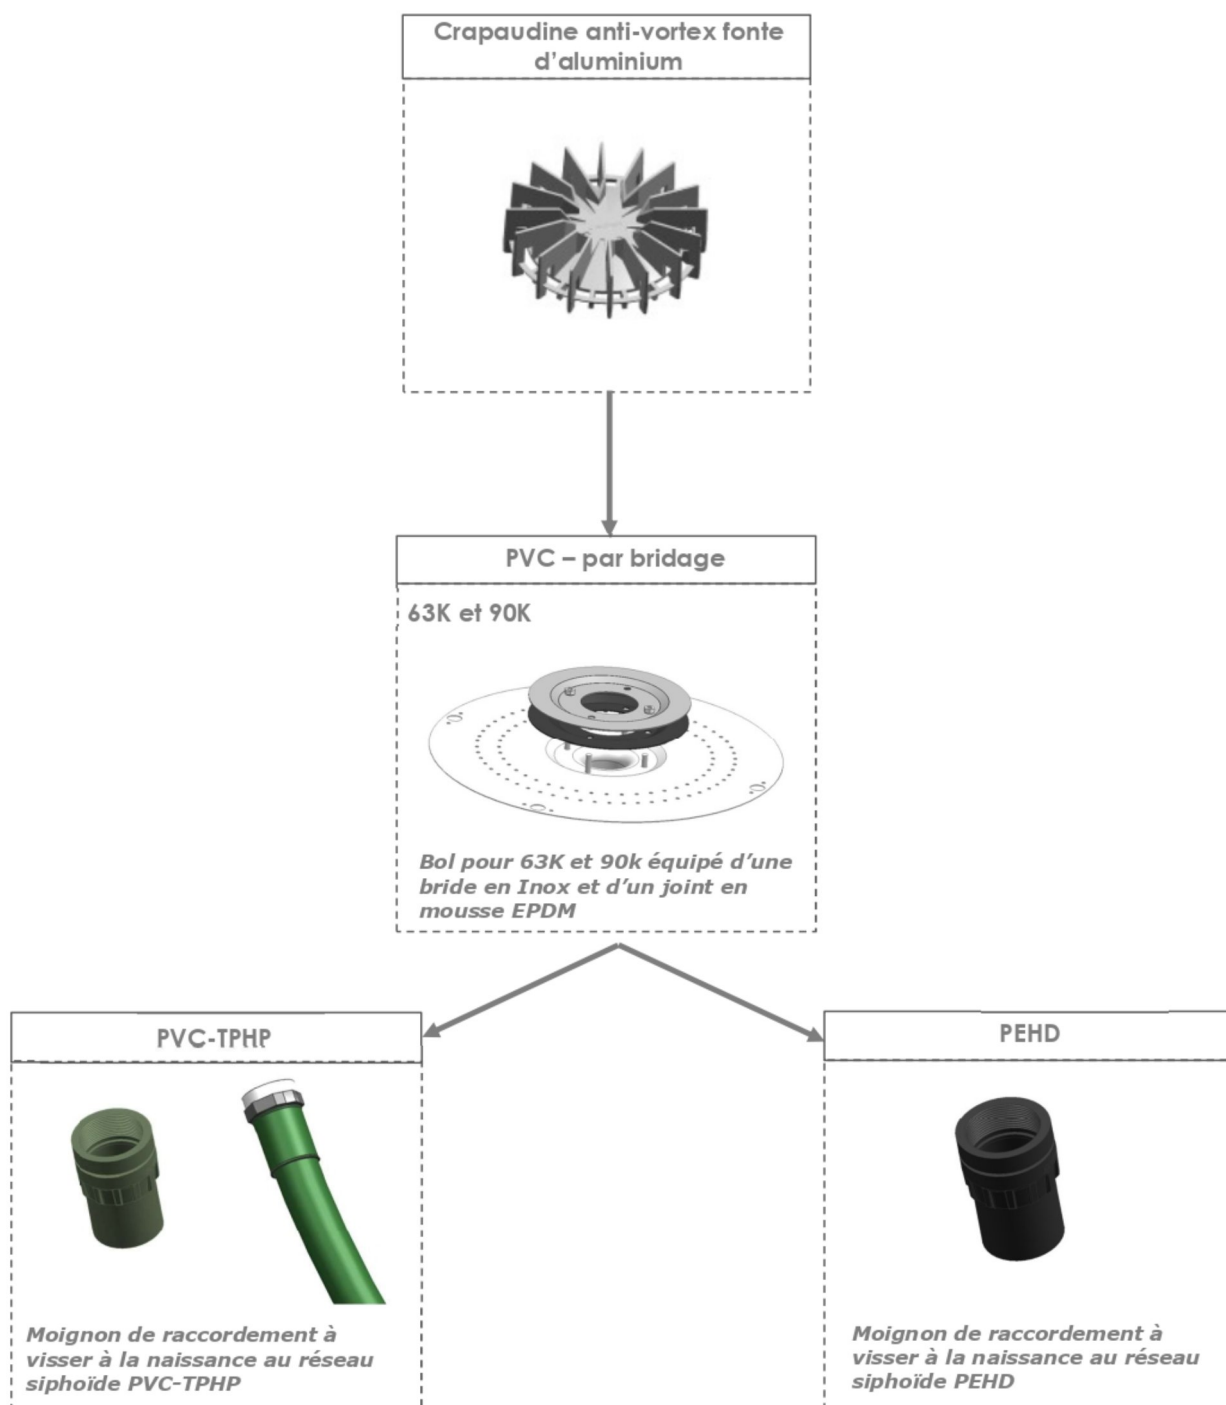 Crapaudine anti-vortex fonte
d’aluminium
PVC – par bridage
63K et 90K
Bol pour 63K et 90k équipé d’une
bride en Inox et d’un joint en
mousse EPDM
PVC-TPHP
PEHD
Moignon de raccordement à
visser à la naissance au réseau
siphoïde PVC-TPHP
Moignon de raccordement à
visser à la naissance au réseau
siphoïde PEHD